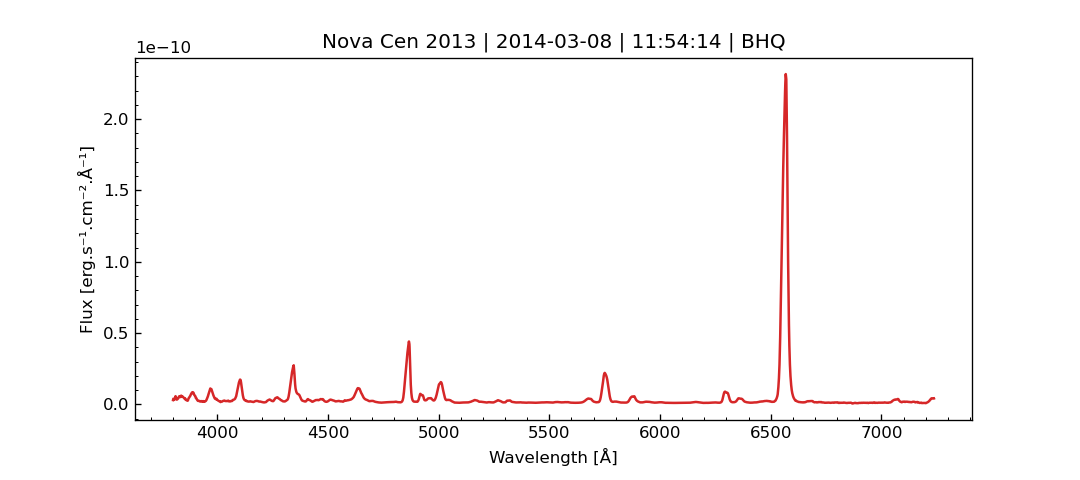 Nova Cen 2013 | 2014-03-08 | 11:54:14 | BHQ
1e−10
2.0
1.5
1.0
0.5
0.0
Flux [erg.s⁻¹.cm⁻².Å⁻¹]
4000 4500 5000 5500 6000 6500 7000
Wavelength [Å]